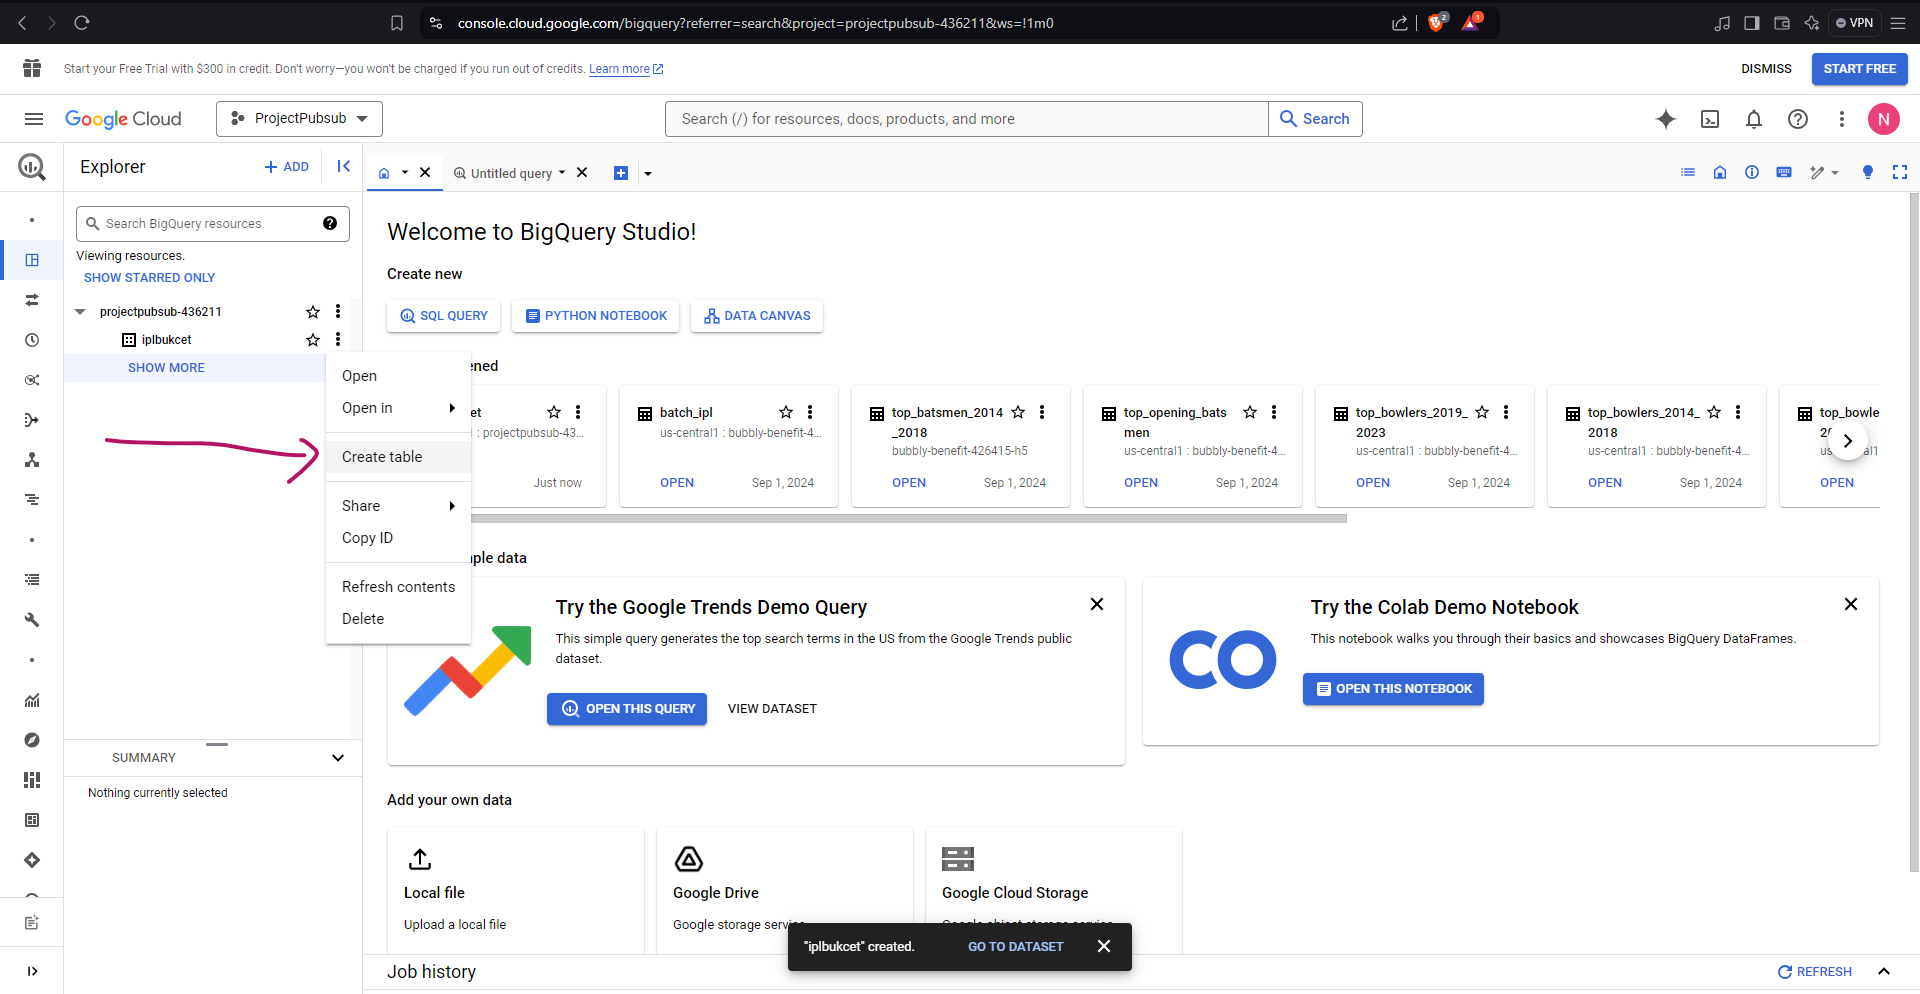 console.cloud.google.com/bigquery?referrer=search&project=projectpubsub-436211&ws=!1m0
2
1
VPN
Start your Free Trial with $300 in credit. Don't worry—you won't be charged if you run out of credits. Learn more
DISMISS
START FREE
Google Cloud
ProjectPubsub
Search (/) for resources, docs, products, and more
Search
N
Explorer
+ ADD
Untitled query
Search BigQuery resources
Viewing resources.
SHOW STARRED ONLY
projectpubsub-436211
iplbukcet
SHOW MORE
Open
Open in
Create table
Share
Copy ID
Refresh contents
Delete
SUMMARY
Nothing currently selected
Welcome to BigQuery Studio!
Create new
SQL QUERY
PYTHON NOTEBOOK
DATA CANVAS
ened
et
1 : projectpubsub-43...
Just now
batch_ipl
us-central1 : bubbly-benefit-4...
OPEN
Sep 1, 2024
top_batsmen_2014
_2018
bubbly-benefit-426415-h5
OPEN
Sep 1, 2024
top_opening_bats
men
us-central1 : bubbly-benefit-4...
OPEN
Sep 1, 2024
top_bowlers_2019_
2023
us-central1 : bubbly-benefit-4...
OPEN
Sep 1, 2024
top_bowlers_2014_
2018
us-central1 : bubbly-benefit-4...
OPEN
Sep 1, 2024
top_bowle
OPEN
ple data
Try the Google Trends Demo Query
This simple query generates the top search terms in the US from the Google Trends public
dataset.
OPEN THIS QUERY
VIEW DATASET
Try the Colab Demo Notebook
This notebook walks you through their basics and showcases BigQuery DataFrames.
OPEN THIS NOTEBOOK
Add your own data
Local file
Upload a local file
Google Drive
Google storage service
Google Cloud Storage
Google object storage service
"iplbukcet" created.
GO TO DATASET
Job history
REFRESH